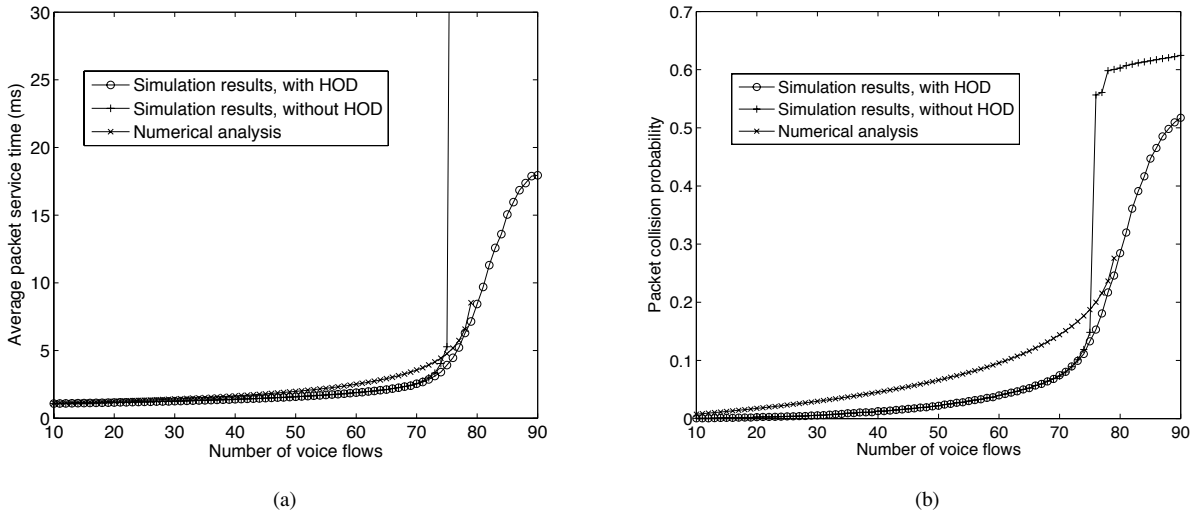 30
25
20
15
10
5
0
10 20 30 40 50 60 70 80 90
Average packet service time (ms)
Number of voice flows
Simulation results, with HOD
Simulation results, without HOD
Numerical analysis
(a)
0.7
0.6
0.5
0.4
0.3
0.2
0.1
0
10 20 30 40 50 60 70 80 90
Packet collision probability
Number of voice flows
Simulation results, with HOD
Simulation results, without HOD
Numerical analysis
(b)